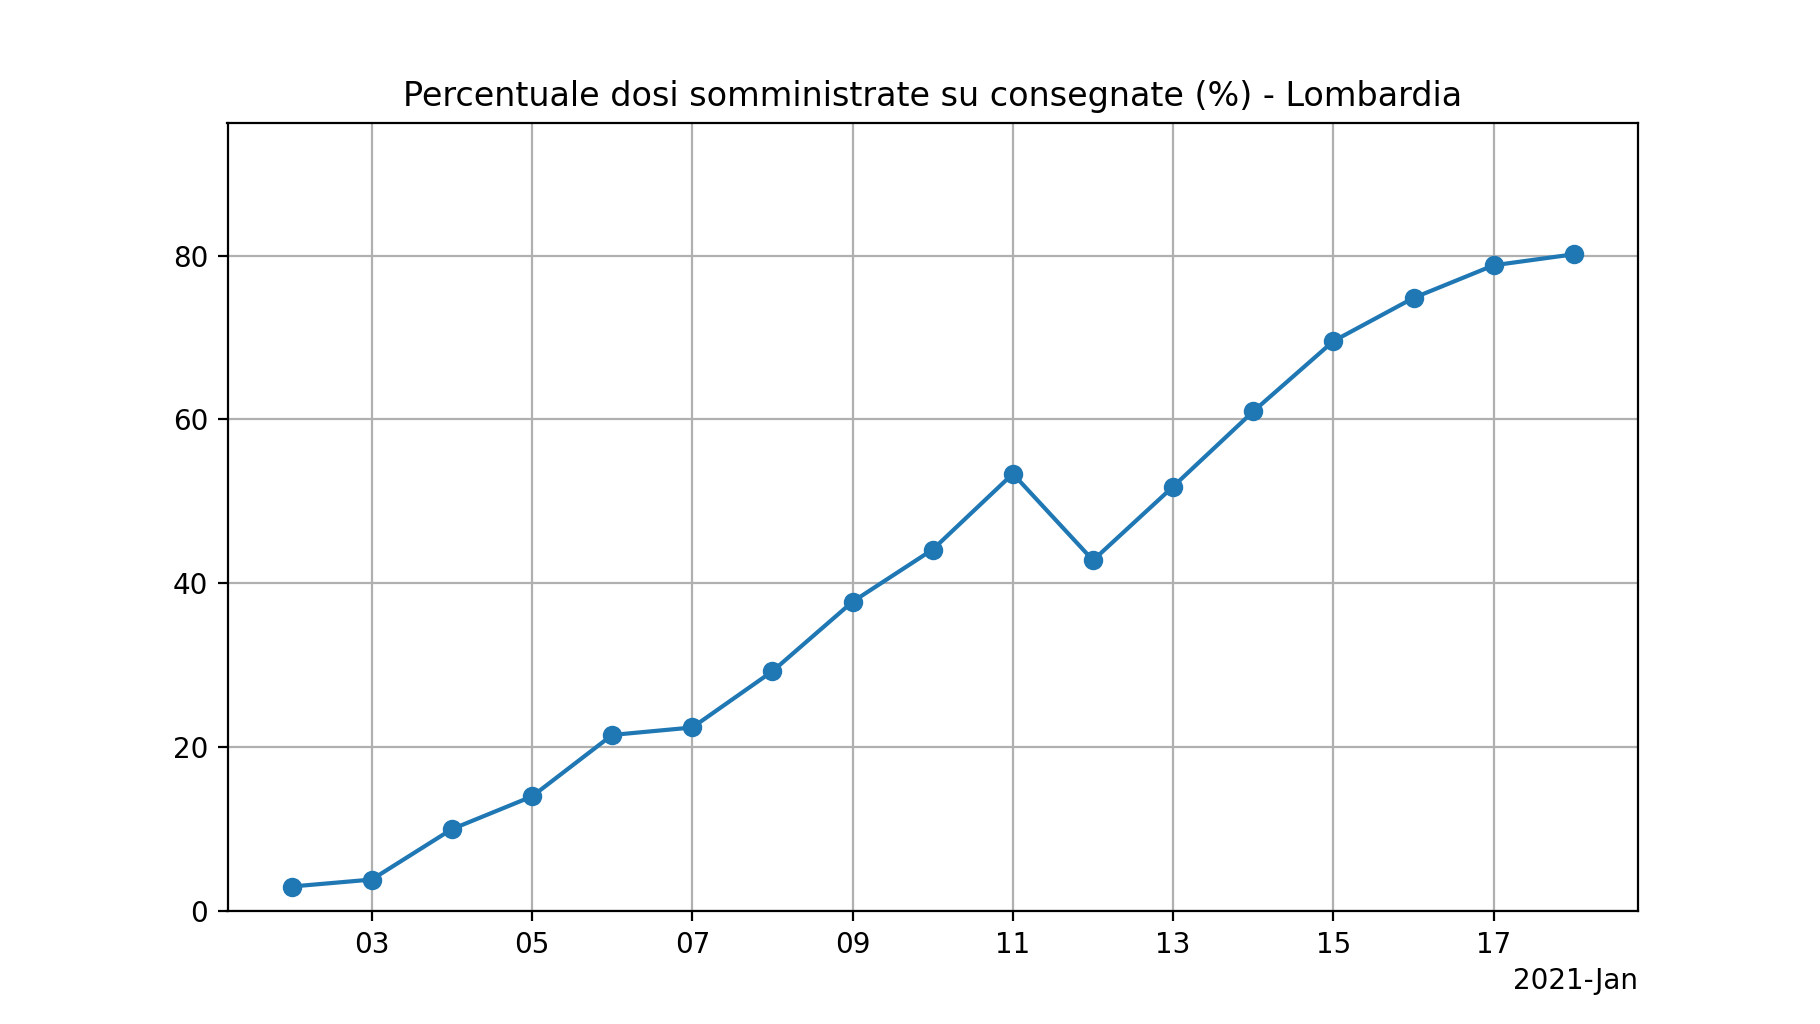 Percentuale dosi somministrate su consegnate (%) - Lombardia
80
60
40
20
0
03 05 07 09 11 13 15 17
2021-Jan